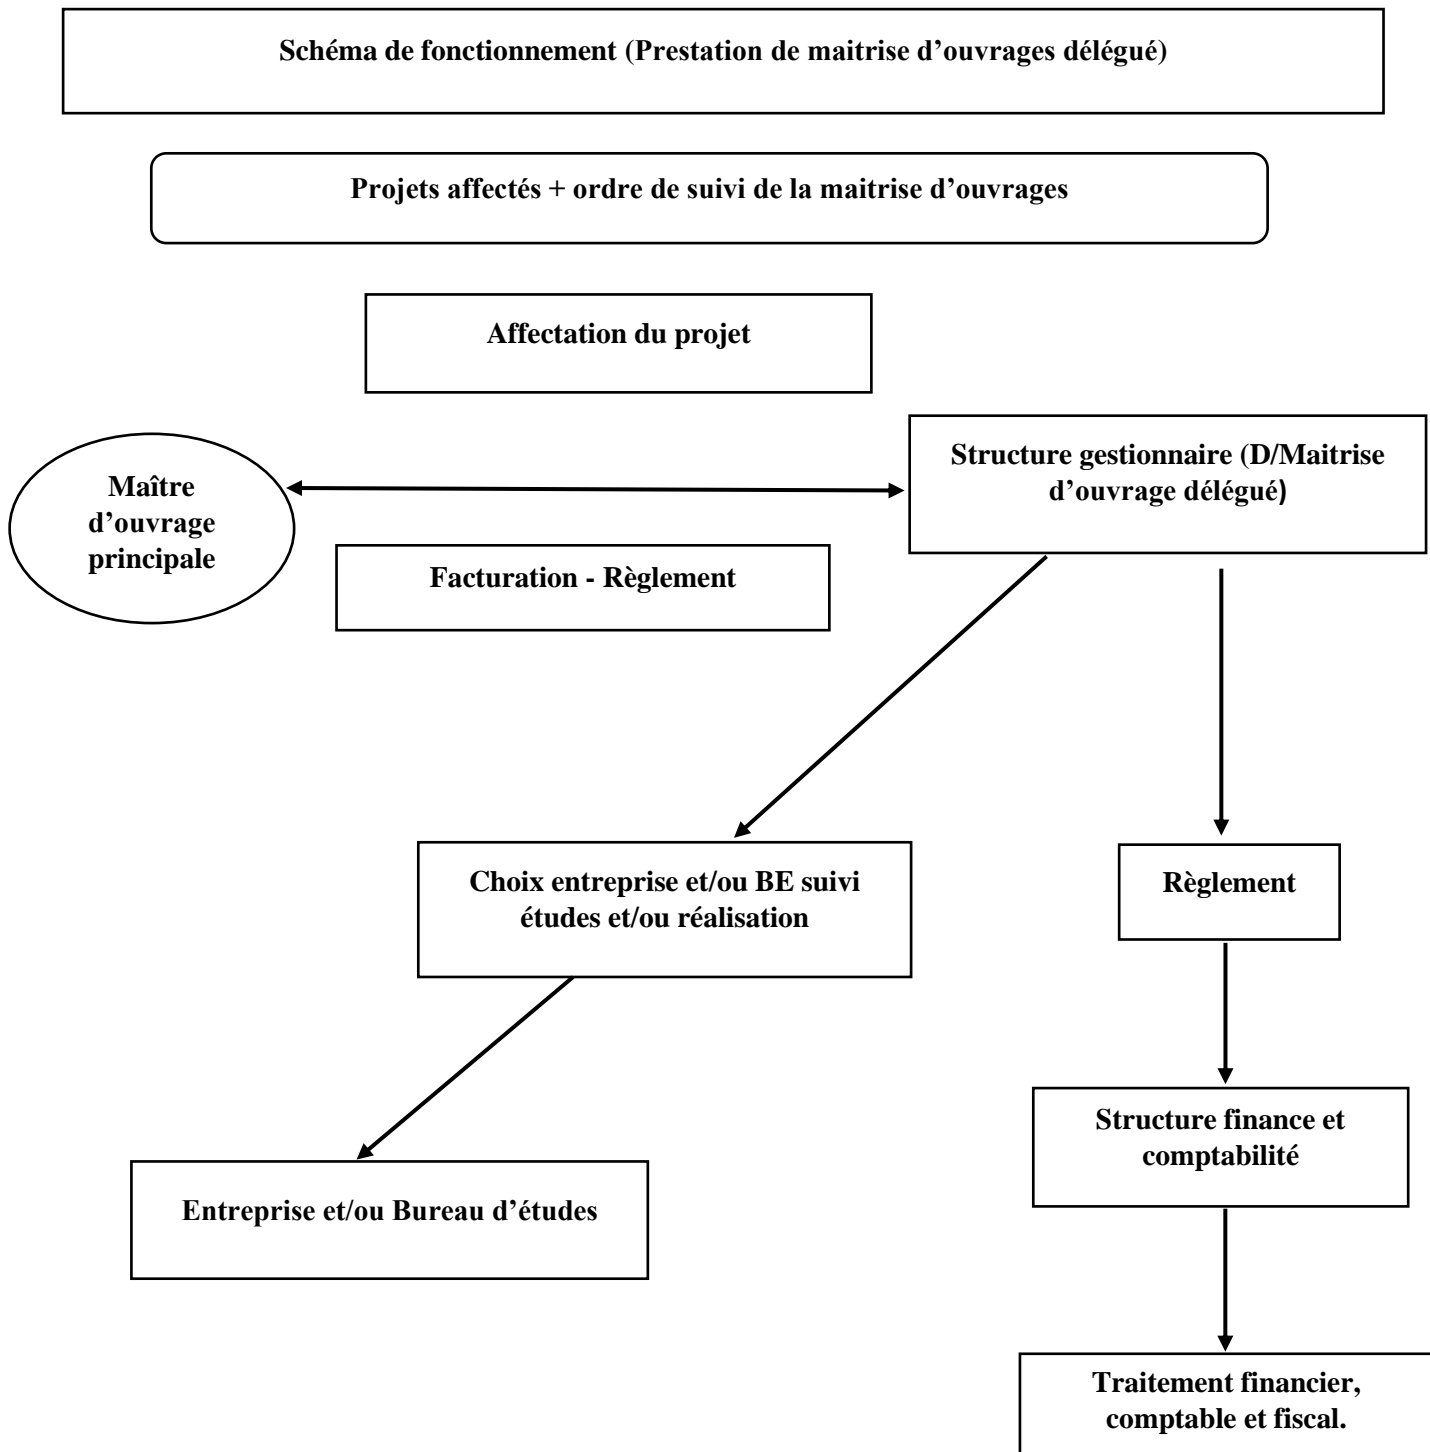 Schéma de fonctionnement (Prestation de maitrise d’ouvrages délégué)
Projets affectés + ordre de suivi de la maitrise d’ouvrages
Affectation du projet
Structure gestionnaire (D/Maitrise
d’ouvrage délégué)
Maître
d’ouvrage
principale
Facturation - Règlement
Choix entreprise et/ou BE suivi
études et/ou réalisation
Règlement
Structure finance et
comptabilité
Entreprise et/ou Bureau d’études
Traitement financier,
comptable et fiscal.